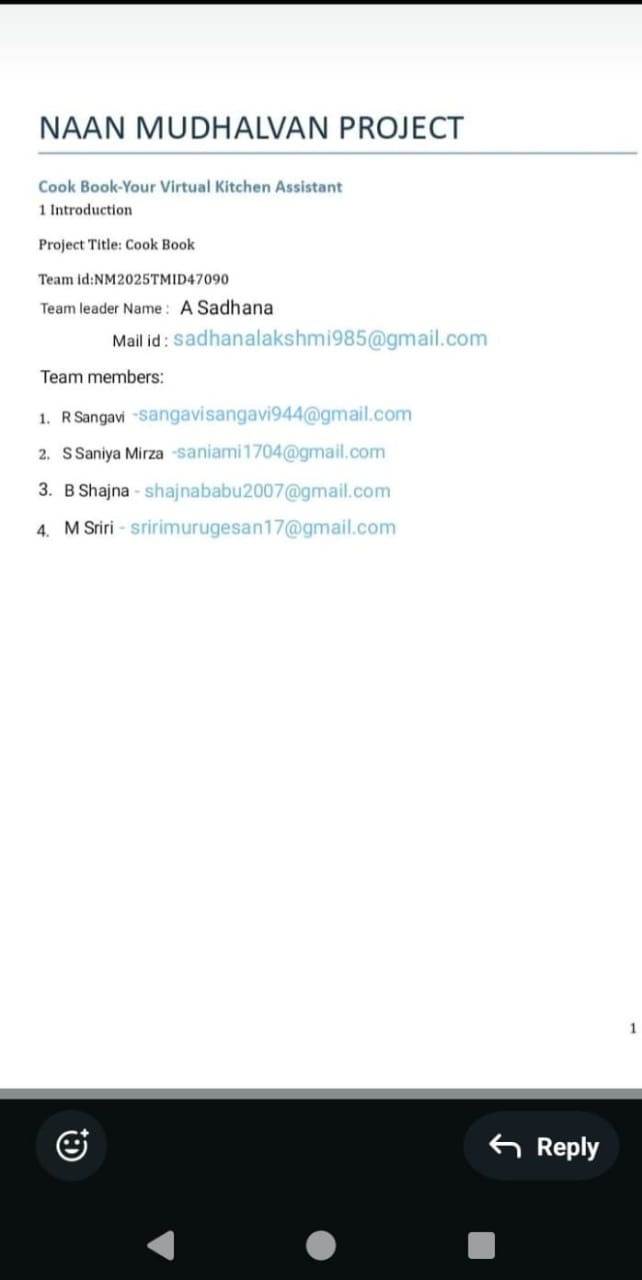 NAAN MUDHALVAN PROJECT
Cook Book-Your Virtual Kitchen Assistant
1 Introduction
Project Title: Cook Book
Team id:NM2025TMID47090
Team leader Name : A Sadhana
Mail id : sadhanalakshmi985@gmail.com
Team members:
1. R Sangavi -sangavisangavi944@gmail.com
2. S Saniya Mirza -saniami1704@gmail.com
3. B Shajna - shajnababu2007@gmail.com
4. M Sriri - sririmurugesan17@gmail.com
1
Reply